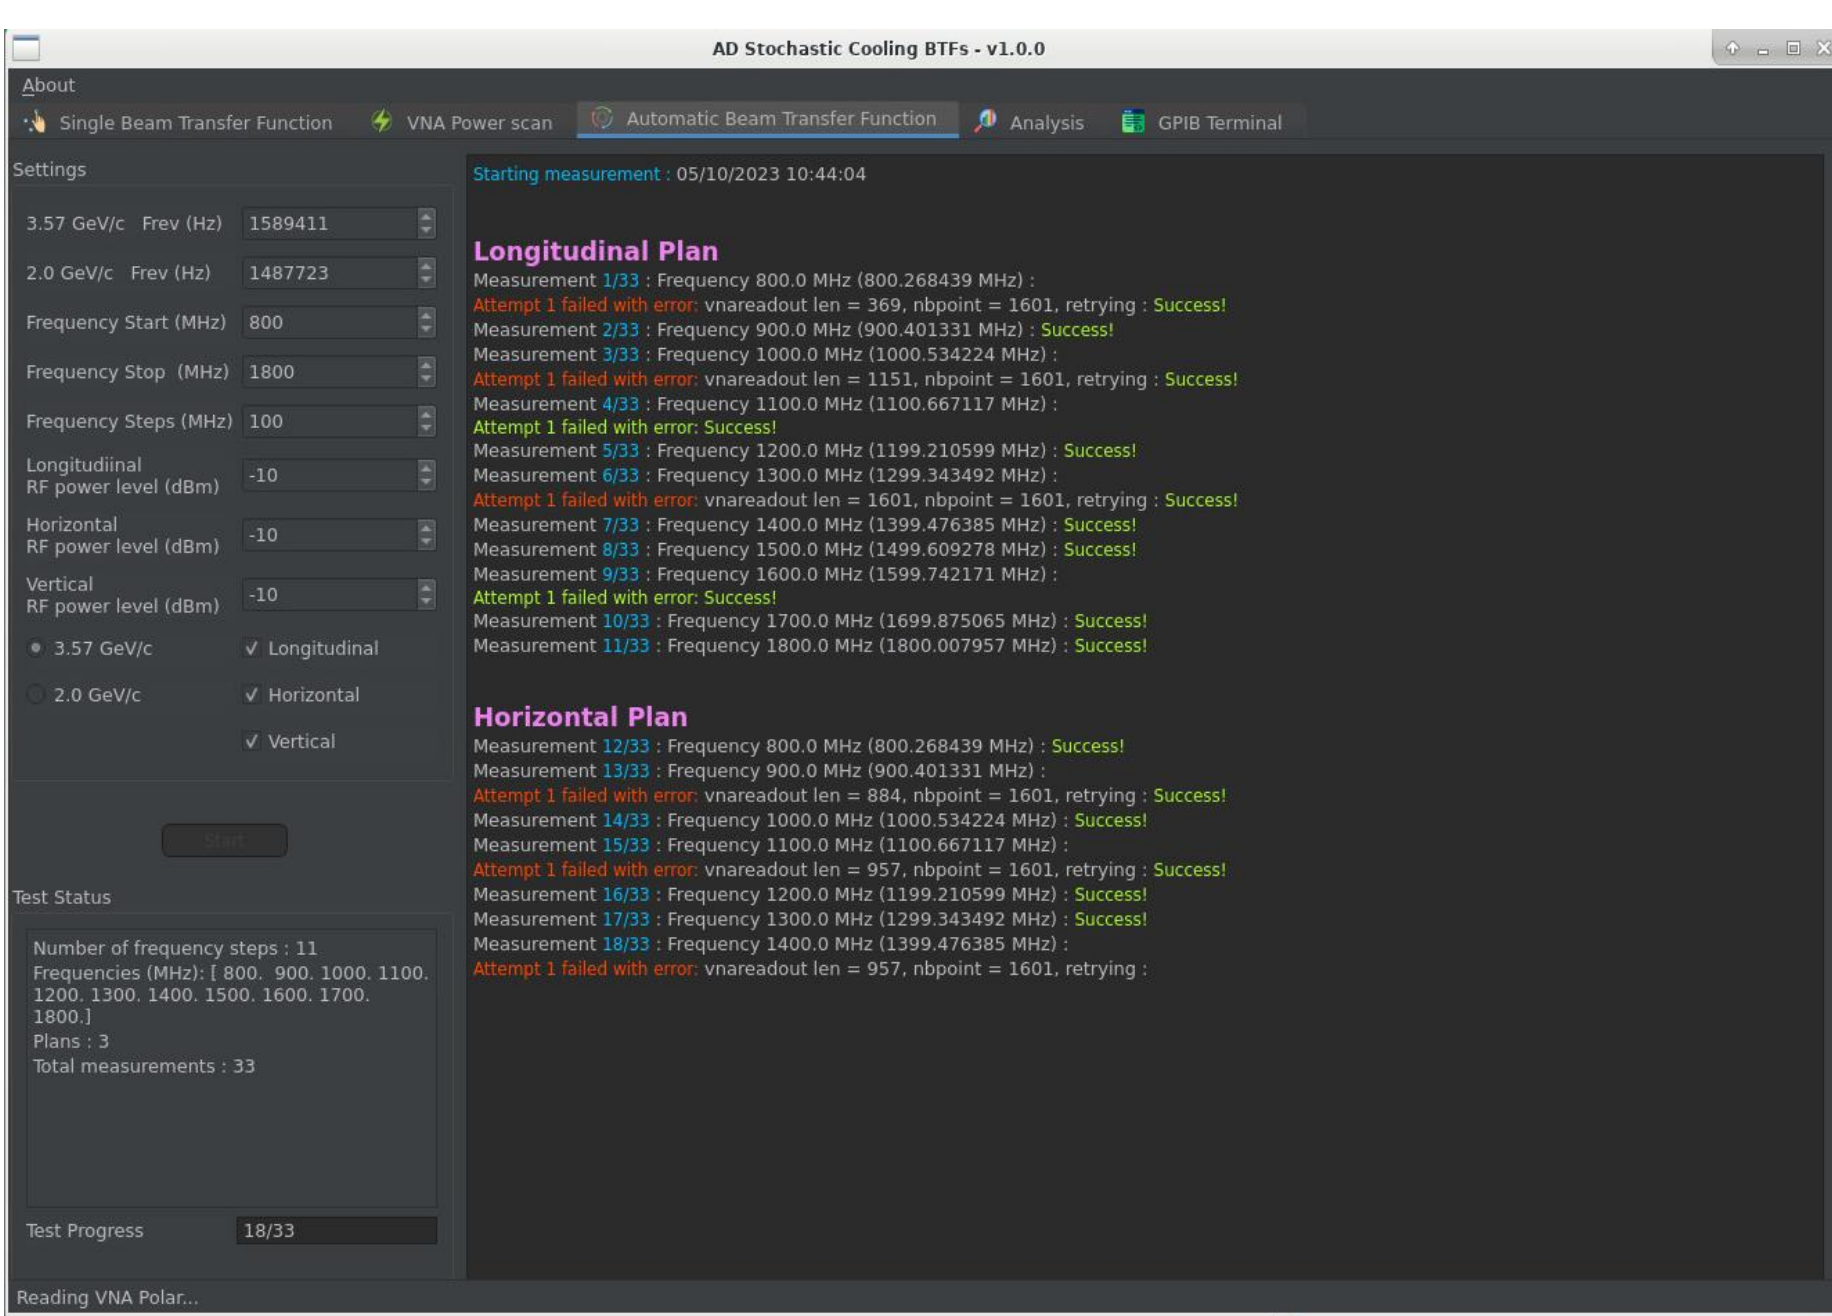 AD Stochastic Cooling BTFs - v1.0.0
About
Single Beam Transfer Function VNA Power scan Automatic Beam Transfer Function Analysis GPIB Terminal
Settings
3.57 GeV/c Frev (Hz) 1589411
2.0 GeV/c Frev (Hz) 1487723
Frequency Start (MHz) 800
Frequency Stop (MHz) 1800
Frequency Steps (MHz) 100
Longitudiinal
RF power level (dBm) -10
Horizontal
RF power level (dBm) -10
Vertical
RF power level (dBm) -10
3.57 GeV/c Longitudinal
2.0 GeV/c Horizontal
Vertical
Start
Test Status
Number of frequency steps : 11
Frequencies (MHz): [ 800. 900. 1000. 1100.
1200. 1300. 1400. 1500. 1600. 1700.
1800.]
Plans : 3
Total measurements : 33
Test Progress 18/33
Starting measurement : 05/10/2023 10:44:04
Longitudinal Plan
Measurement 1/33 : Frequency 800.0 MHz (800.268439 MHz) :
Attempt 1 failed with error: vnareadout len = 369, nbpoint = 1601, retrying : Success!
Measurement 2/33 : Frequency 900.0 MHz (900.401331 MHz) : Success!
Measurement 3/33 : Frequency 1000.0 MHz (1000.534224 MHz) :
Attempt 1 failed with error: vnareadout len = 1151, nbpoint = 1601, retrying : Success!
Measurement 4/33 : Frequency 1100.0 MHz (1100.667117 MHz) :
Attempt 1 failed with error: Success!
Measurement 5/33 : Frequency 1200.0 MHz (1199.210599 MHz) : Success!
Measurement 6/33 : Frequency 1300.0 MHz (1299.343492 MHz) :
Attempt 1 failed with error: vnareadout len = 1601, nbpoint = 1601, retrying : Success!
Measurement 7/33 : Frequency 1400.0 MHz (1399.476385 MHz) : Success!
Measurement 8/33 : Frequency 1500.0 MHz (1499.609278 MHz) : Success!
Measurement 9/33 : Frequency 1600.0 MHz (1599.742171 MHz) :
Attempt 1 failed with error: Success!
Measurement 10/33 : Frequency 1700.0 MHz (1699.875065 MHz) : Success!
Measurement 11/33 : Frequency 1800.0 MHz (1800.007957 MHz) : Success!
Horizontal Plan
Measurement 12/33 : Frequency 800.0 MHz (800.268439 MHz) : Success!
Measurement 13/33 : Frequency 900.0 MHz (900.401331 MHz) :
Attempt 1 failed with error: vnareadout len = 884, nbpoint = 1601, retrying : Success!
Measurement 14/33 : Frequency 1000.0 MHz (1000.534224 MHz) : Success!
Measurement 15/33 : Frequency 1100.0 MHz (1100.667117 MHz) :
Attempt 1 failed with error: vnareadout len = 957, nbpoint = 1601, retrying : Success!
Measurement 16/33 : Frequency 1200.0 MHz (1199.210599 MHz) : Success!
Measurement 17/33 : Frequency 1300.0 MHz (1299.343492 MHz) : Success!
Measurement 18/33 : Frequency 1400.0 MHz (1399.476385 MHz) :
Attempt 1 failed with error: vnareadout len = 957, nbpoint = 1601, retrying :
Reading VNA Polar...